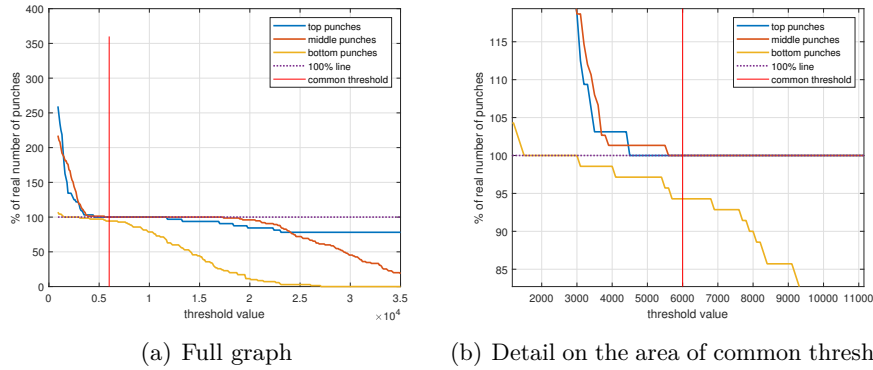 400
350
300
250
200
150
100
50
0
% of real number of punches
0 0.5 1 1.5 2 2.5 3 3.5
× 10^4
threshold value
top punches
middle punches
bottom punches
100% line
common threshold
(a) Full graph
115
110
105
100
95
90
85
% of real number of punches
2000 3000 4000 5000 6000 7000 8000 9000 10000 11000
threshold value
top punches
middle punches
bottom punches
100% line
common threshold
(b) Detail on the area of common thresh